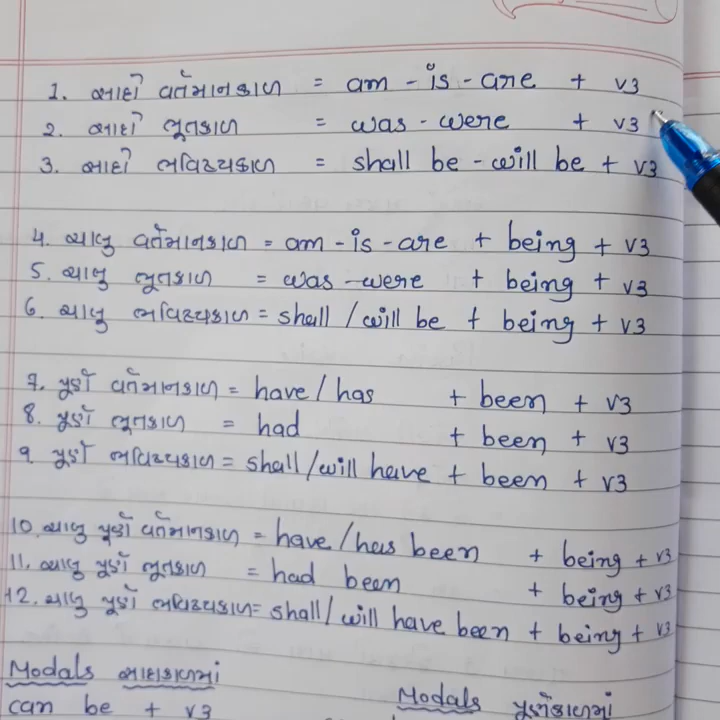 1. સાદો વર્તમાનકાળ = am - is - are + v3
2. સાદો ભૂતકાળ = was - were + v3
3. સાદો ભવિષ્યકાળ = shall be - will be + v3
4. ચાલુ વર્તમાનકાળ = am - is - are + being + v3
5. ચાલુ ભૂતકાળ = was - were + being + v3
6. ચાલુ ભવિષ્યકાળ = shall / will be + being + v3
7. પૂર્ણ વર્તમાનકાળ = have / has + been + v3
8. પૂર્ણ ભૂતકાળ = had + been + v3
9 પૂર્ણ ભવિષ્યકાળ = shall / will have + been + v3
10. ચાલુ પૂર્ણ વર્તમાનકાળ = have / has been + being + v3
11. ચાલુ પૂર્ણ ભૂતકાળ = had been + being + v3
12. ચાલુ પૂર્ણ ભવિષ્યકાળ = shall / will have been + being + v3
Modals સાદાકાળમાં
Modals પૂર્ણકાળમાં
can be + v3